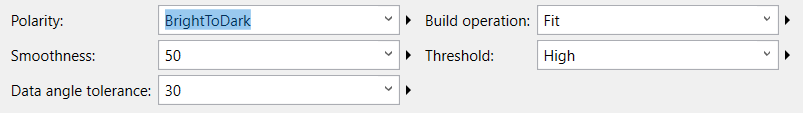 Polarity: BrightToDark Build operation: Fit
Smoothness: 50 Threshold: High
Data angle tolerance: 30